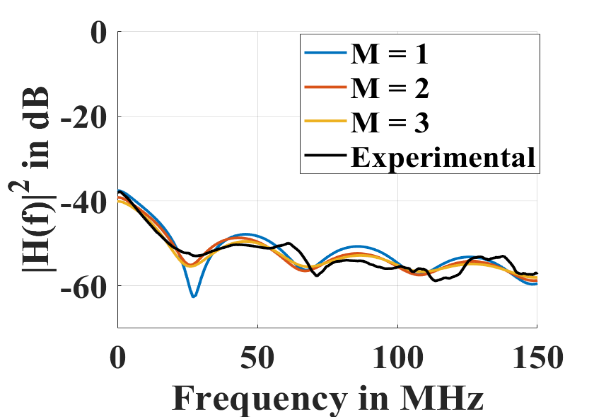 |H(f)|² in dB
0
-20
-40
-60
M = 1
M = 2
M = 3
Experimental
0 50 100 150
Frequency in MHz